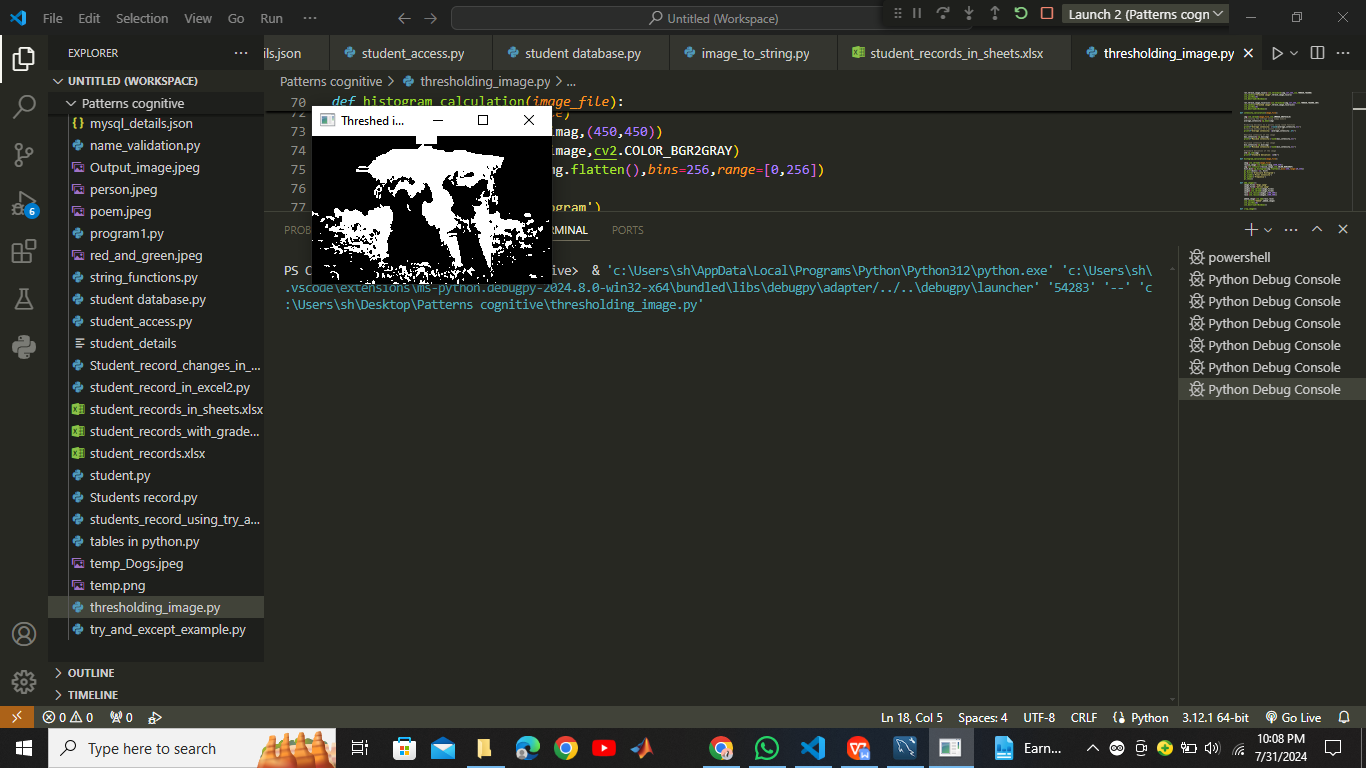 File Edit Selection View Go Run ··· Untitled (Workspace) Launch 2 (Patterns cogn
EXPLORER ···
ils.json student_access.py student database.py image_to_string.py student_records_in_sheets.xlsx thresholding_image.py
UNTITLED (WORKSPACE)
Patterns cognitive
mysql_details.json
name_validation.py
Output_image.jpeg
person.jpeg
poem.jpeg
program1.py
red_and_green.jpeg
string_functions.py
student database.py
student_access.py
student_details
Student_record_changes_in_...
student_record_in_excel2.py
student_records_in_sheets.xlsx
student_records_with_grade...
student_records.xlsx
student.py
Students record.py
students_record_using_try_a...
tables in python.py
temp_Dogs.jpeg
temp.png
thresholding_image.py
try_and_except_example.py
OUTLINE
TIMELINE
6
Patterns cognitive > thresholding_image.py > ...
70 def histogram_calculation(image_file):
72
73 mag,(450,450))
74 image,cv2.COLOR_BGR2GRAY)
75 ng.flatten(),bins=256,range=[0,256])
76
77 ogram')
Threshed i...
PROB RMINAL PORTS
PS C tive> & 'c:\Users\sh\AppData\Local\Programs\Python\Python312\python.exe' 'c:\Users\sh\
.vscode\extensions\ms-python.debugpy-2024.8.0-win32-x64\bundled\libs\debugpy\adapter/../..\debugpy\launcher' '54283' '--' 'c
:\Users\sh\Desktop\Patterns cognitive\thresholding_image.py'
powershell
Python Debug Console
Python Debug Console
Python Debug Console
Python Debug Console
Python Debug Console
Python Debug Console
0 0 0 Ln 18, Col 5 Spaces: 4 UTF-8 CRLF Python 3.12.1 64-bit Go Live
Type here to search Earn...
10:08 PM
7/31/2024